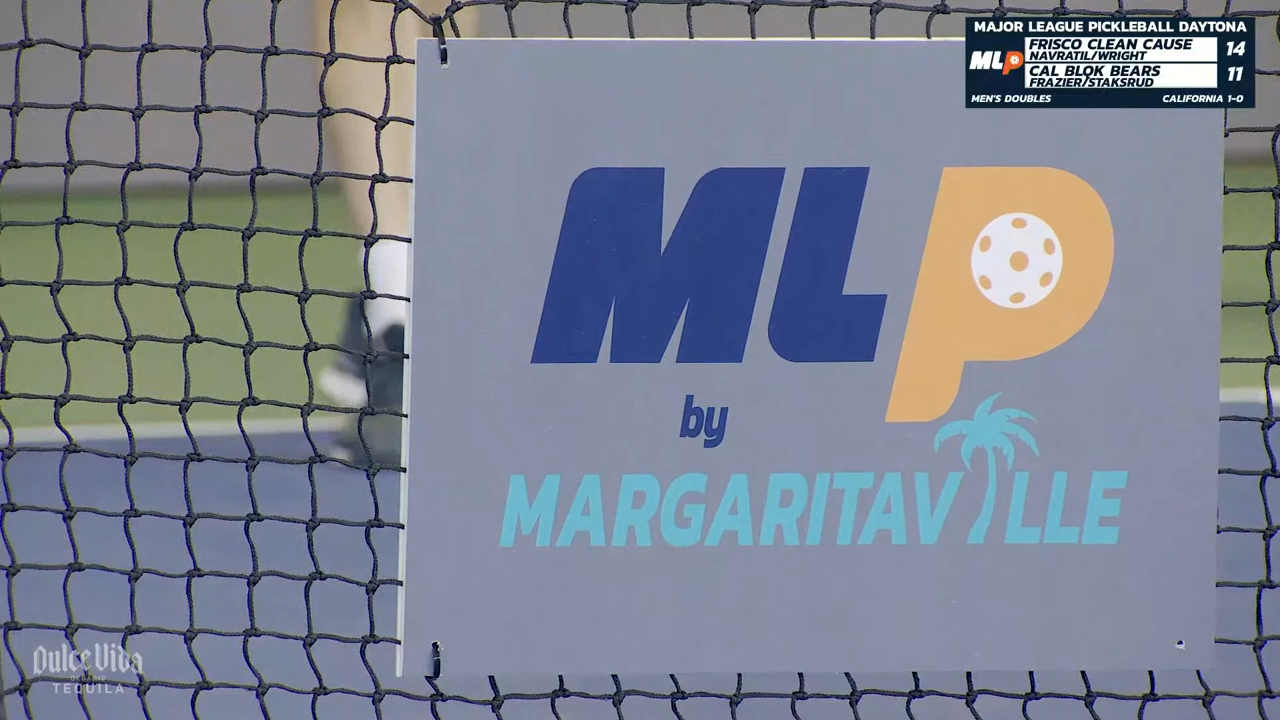 MAJOR LEAGUE PICKLEBALL DAYTONA
MLP
FRISCO CLEAN CAUSE 14
NAVRATIL/WRIGHT
CAL BLOK BEARS 11
FRAZIER/STAKSRUD
MEN'S DOUBLES CALIFORNIA 1-0
MLP
by
MARGARITAVILLE
Dulce Vida
TEQUILA